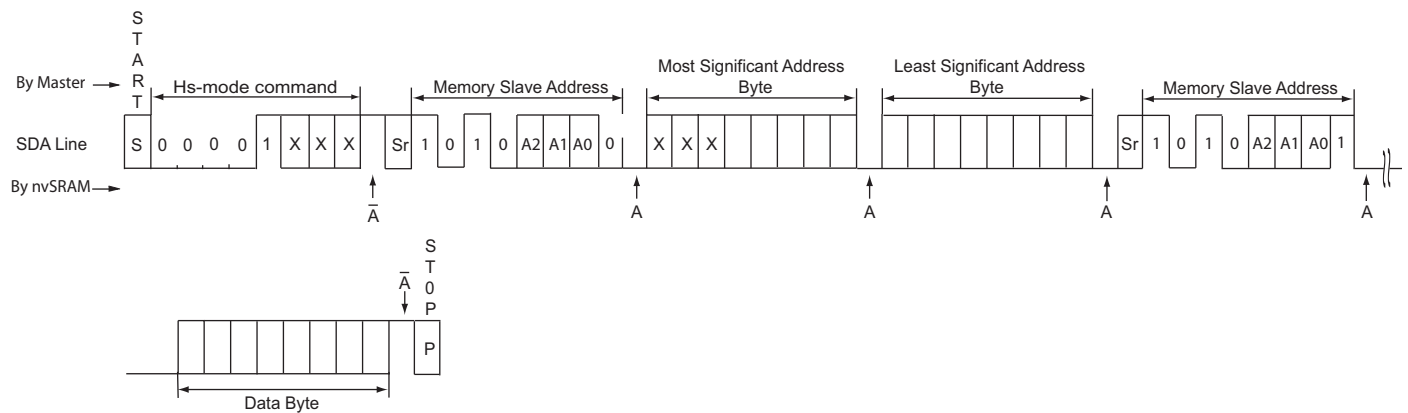 START
By Master
Hs-mode command
Memory Slave Address
Most Significant Address
Byte
Least Significant Address
Byte
Memory Slave Address
SDA Line
S 0 0 0 0 1 X X X Sr 1 0 1 0 A2 A1 A0 0 X X X Sr 1 0 1 0 A2 A1 A0 1
By nvSRAM
A̅ A A A A
ST0P
A̅
P
Data Byte